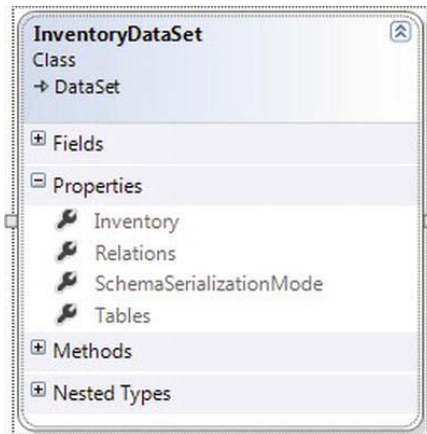 InventoryDataSet
Class
→ DataSet
Fields
Properties
Inventory
Relations
SchemaSerializationMode
Tables
Methods
Nested Types